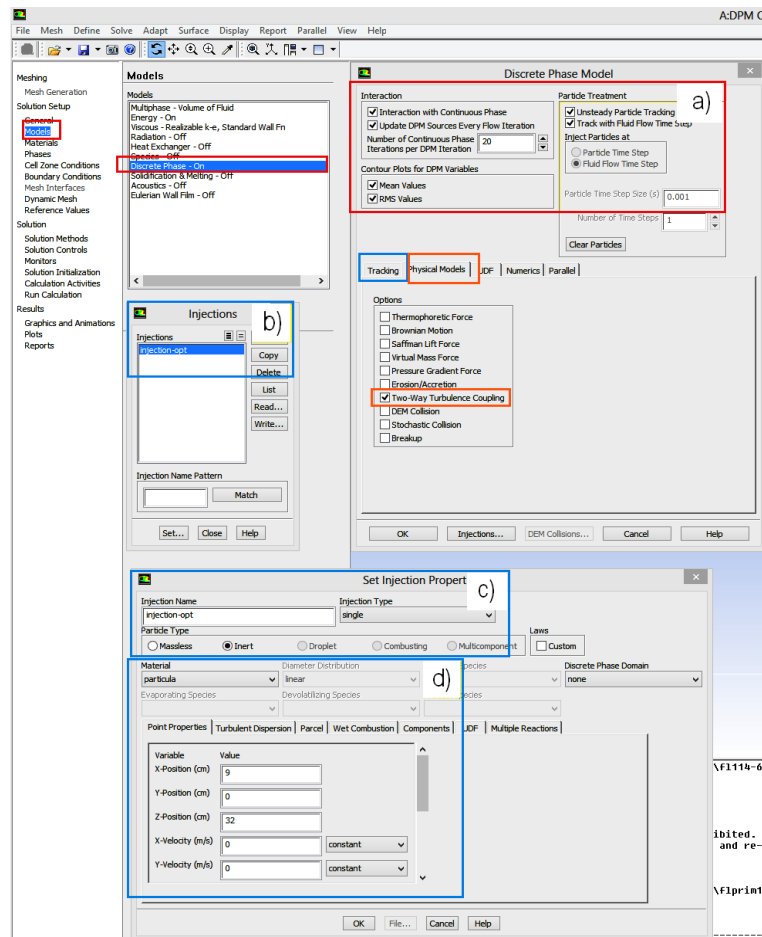 A:DPM C
File Mesh Define Solve Adapt Surface Display Report Parallel View Help
Meshing
Mesh Generation
Solution Setup
General
Models
Materials
Phases
Cell Zone Conditions
Boundary Conditions
Mesh Interfaces
Dynamic Mesh
Reference Values
Solution
Solution Methods
Solution Controls
Monitors
Solution Initialization
Calculation Activities
Run Calculation
Results
Graphics and Animations
Plots
Reports
Models
Models
Multiphase - Volume of Fluid
Energy - On
Viscous - Realizable k-e, Standard Wall Fn
Radiation - Off
Heat Exchanger - Off
Species - Off
Discrete Phase - On
Solidification & Melting - Off
Acoustics - Off
Eulerian Wall Film - Off
Discrete Phase Model
a)
Interaction
Interaction with Continuous Phase
Update DPM Sources Every Flow Iteration
Number of Continuous Phase
Iterations per DPM Iteration
20
Contour Plots for DPM Variables
Mean Values
RMS Values
Particle Treatment
Unsteady Particle Tracking
Track with Fluid Flow Time Step
Inject Particles at
Particle Time Step
Fluid Flow Time Step
Particle Time Step Size (s) 0.001
Number of Time Steps 1
Clear Particles
Tracking Physical Models UDF Numerics Parallel
Options
Thermophoretic Force
Brownian Motion
Saffman Lift Force
Virtual Mass Force
Pressure Gradient Force
Erosion/Accretion
Two-Way Turbulence Coupling
DEM Collision
Stochastic Collision
Breakup
OK Injections... DEM Collisions... Cancel Help
Injections
b)
Injections
injection-opt
Copy
Delete
List
Read...
Write...
Injection Name Pattern
Match
Set... Close Help
Set Injection Propert
c)
Injection Name
injection-opt
Injection Type
single
Particle Type
Massless Inert Droplet Combusting Multicomponent
Laws
Custom
d)
Material
particula
Diameter Distribution
linear
Discrete Phase Domain
none
Evaporating Species
Devolatilizing Species
Point Properties Turbulent Dispersion Parcel Wet Combustion Components UDF Multiple Reactions
Variable Value
X-Position (cm) 9
Y-Position (cm) 0
Z-Position (cm) 32
X-Velocity (m/s) 0 constant
Y-Velocity (m/s) 0 constant
OK File... Cancel Help
\fl114-6
ibited.
and re-
\flprim1